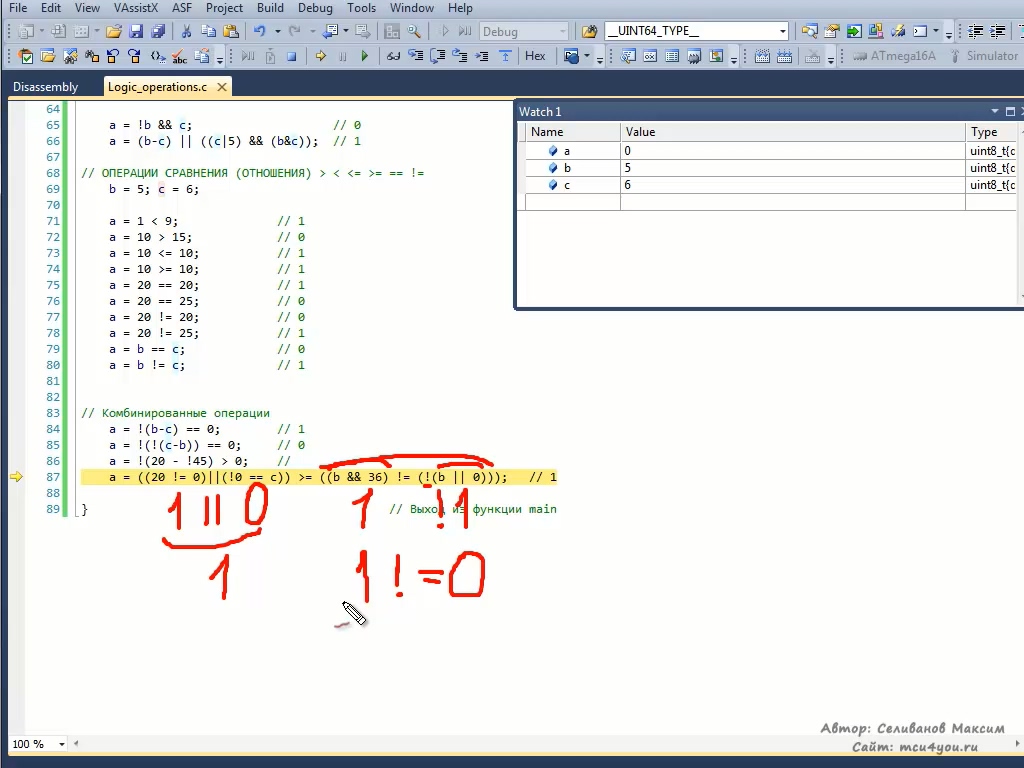 File Edit View VAssistX ASF Project Build Debug Tools Window Help
Debug __UINT64_TYPE__
Hex ATmega16A Simulator
Disassembly Logic_operations.c
64
65 a = !b && c; // 0
66 a = (b-c) || ((c|5) && (b&c)); // 1
67
68 // ОПЕРАЦИИ СРАВНЕНИЯ (ОТНОШЕНИЯ) > < <= >= == !=
69 b = 5; c = 6;
70
71 a = 1 < 9; // 1
72 a = 10 > 15; // 0
73 a = 10 <= 10; // 1
74 a = 10 >= 10; // 1
75 a = 20 == 20; // 1
76 a = 20 == 25; // 0
77 a = 20 != 20; // 0
78 a = 20 != 25; // 1
79 a = b == c; // 0
80 a = b != c; // 1
81
82
83 // Комбинированные операции
84 a = !(b-c) == 0; // 1
85 a = !(!(c-b)) == 0; // 0
86 a = !(20 - !45) > 0; //
87 a = ((20 != 0)||(!0 == c)) >= ((b && 36) != (!(b || 0))); // 1
88
89 } // Выход из функции main
1 || 0 1 !1
1 1 != 0
Watch 1
Name Value Type
a 0 uint8_t{d
b 5 uint8_t{d
c 6 uint8_t{d
100 %
Автор: Селиванов Максим
Сайт: mcu4you.ru